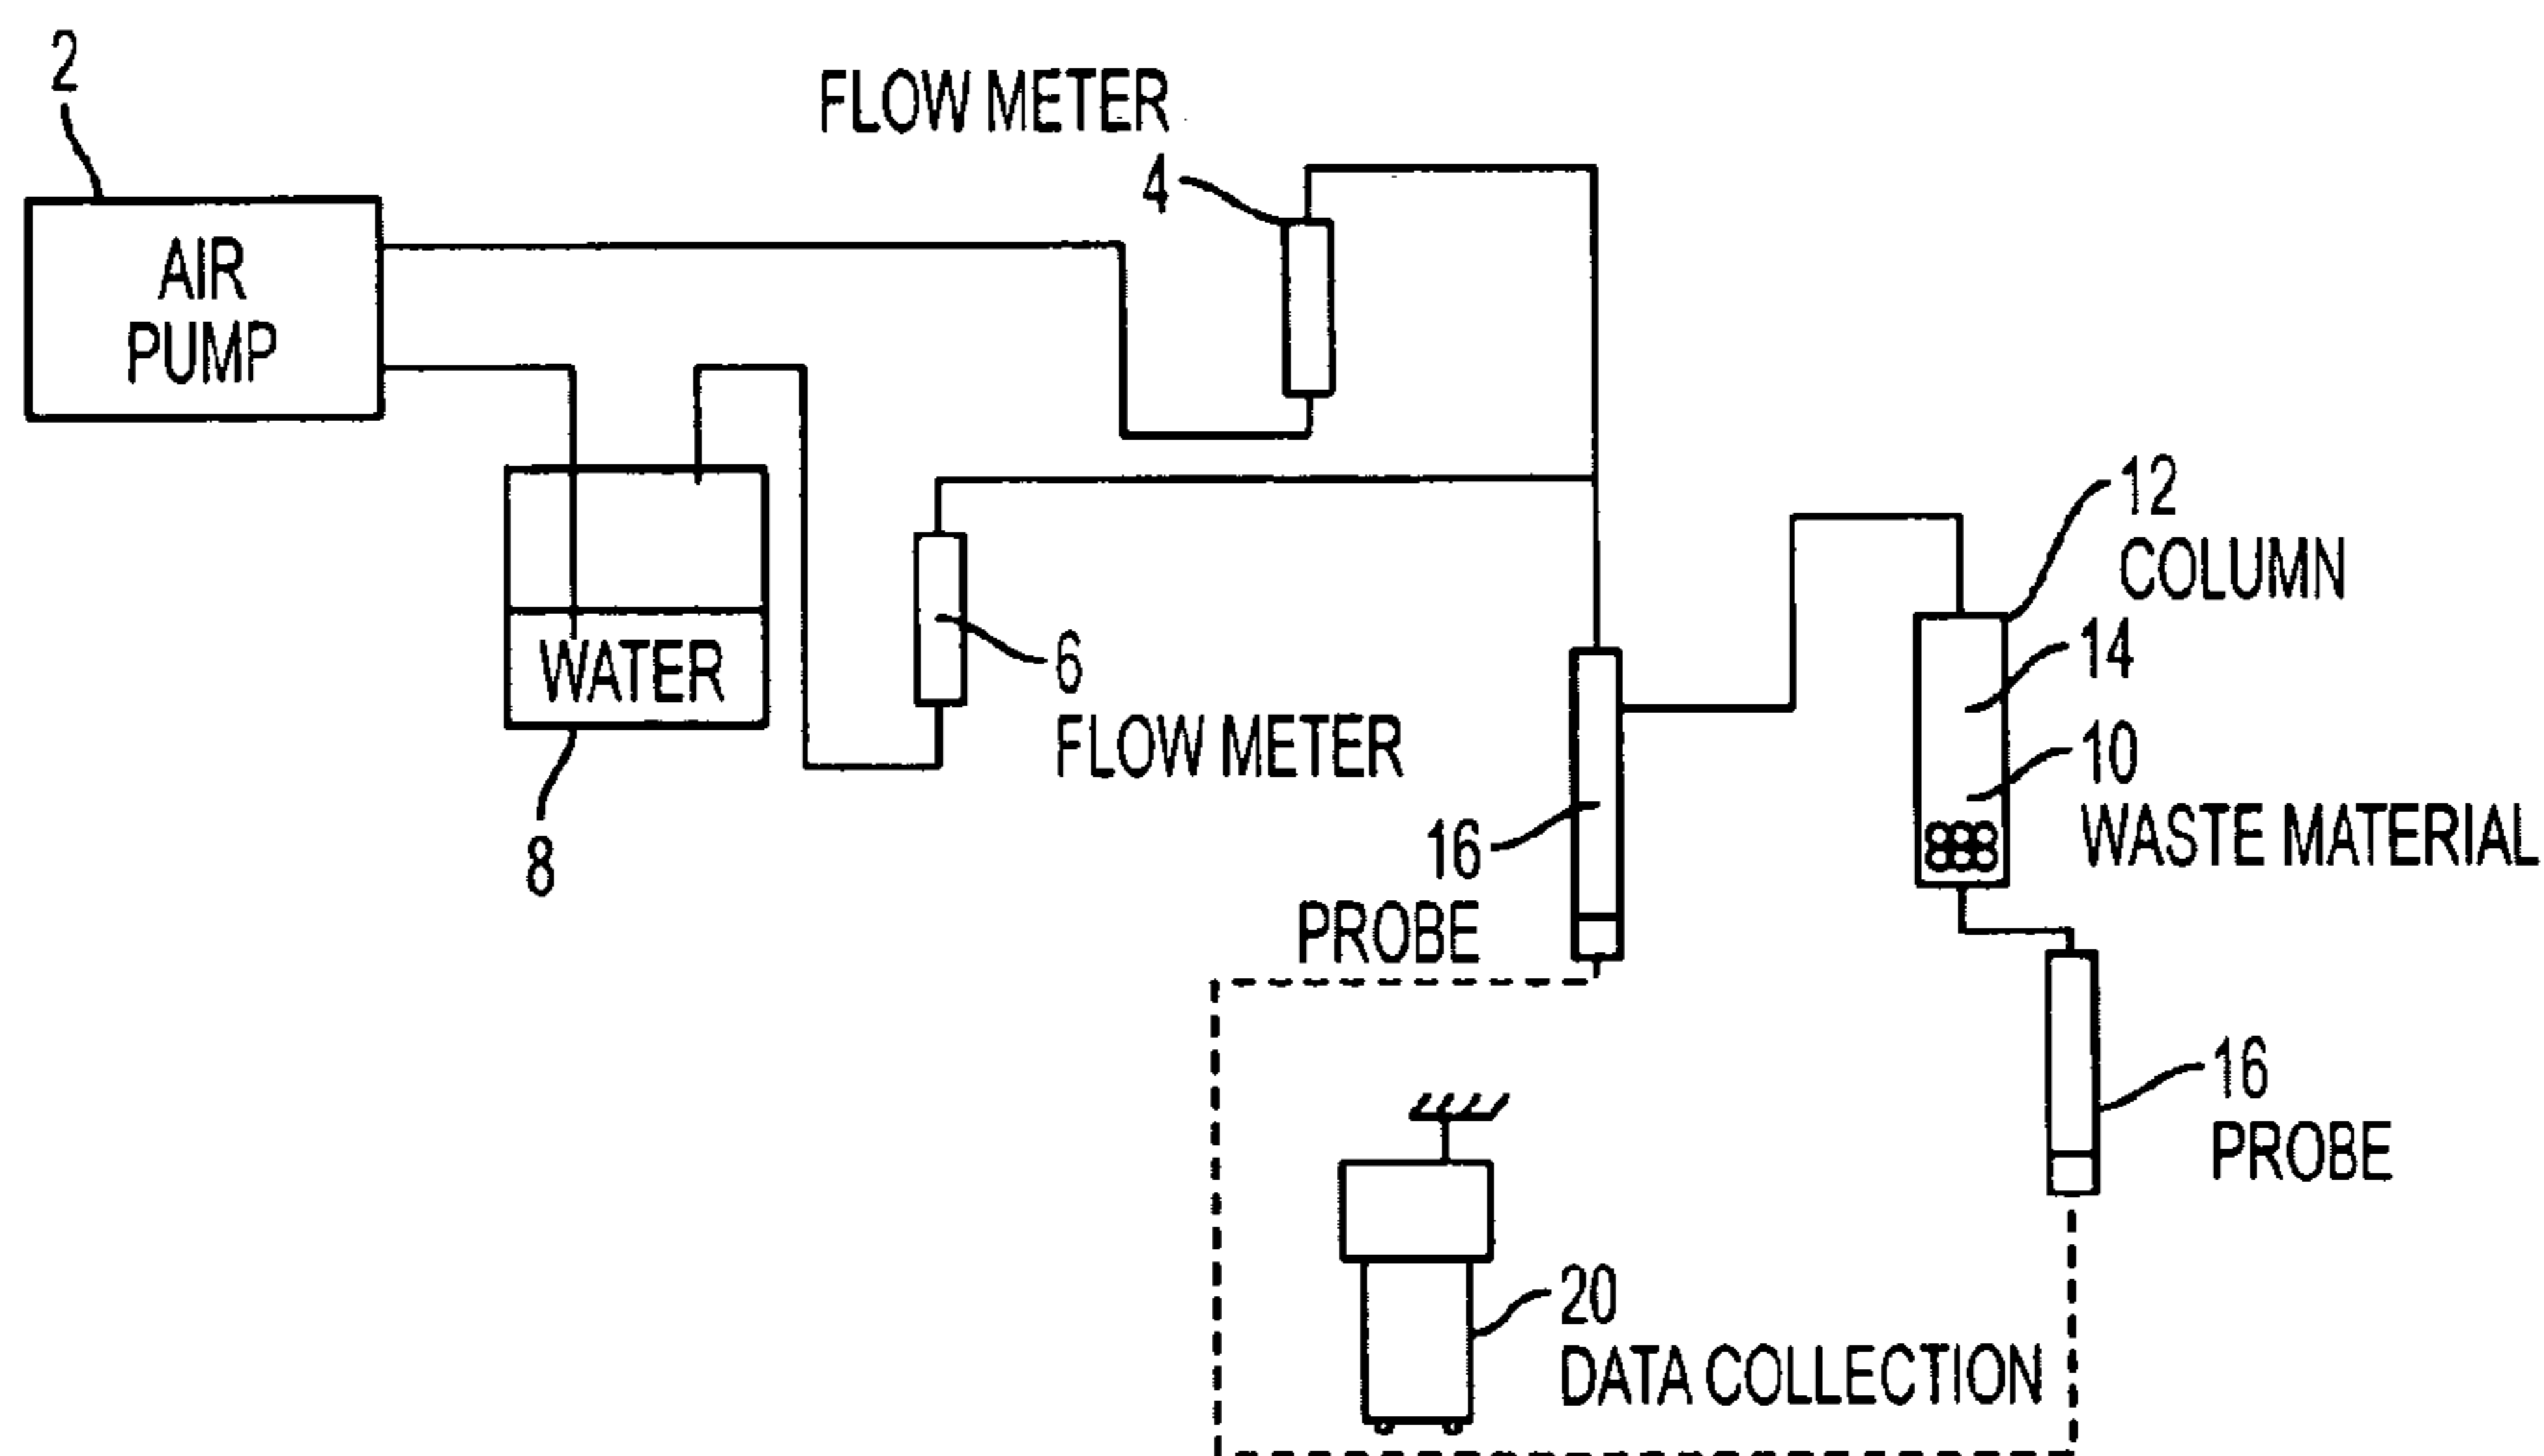 2
FLOW METER
4
AIR
PUMP
12
COLUMN
14
6
WATER
FLOW METER
10
WASTE MATERIAL
8
16
PROBE
16
PROBE
20
DATA COLLECTION